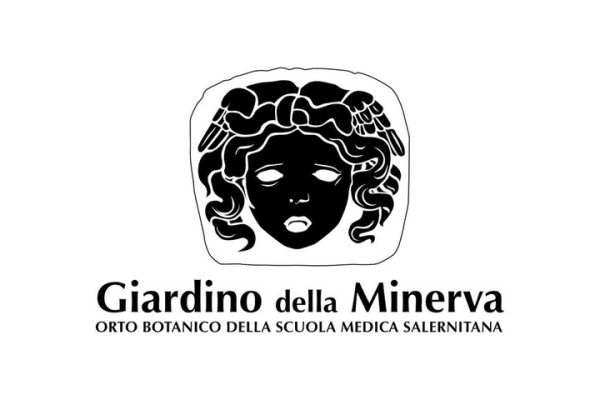 Giardino della Minerva
ORTO BOTANICO DELLA SCUOLA MEDICA SALERNITANA